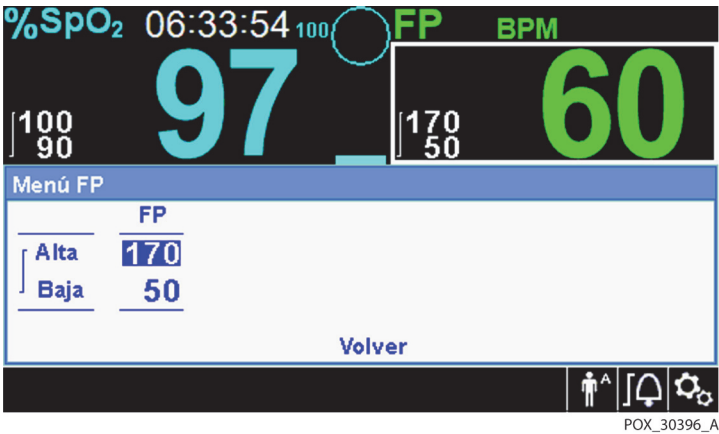 %SpO₂ 06:33:54 100 FP BPM
100
90
97
170
50
60
Menú FP
FP
Alta 170
Baja 50
Volver
A
POX_30396_A